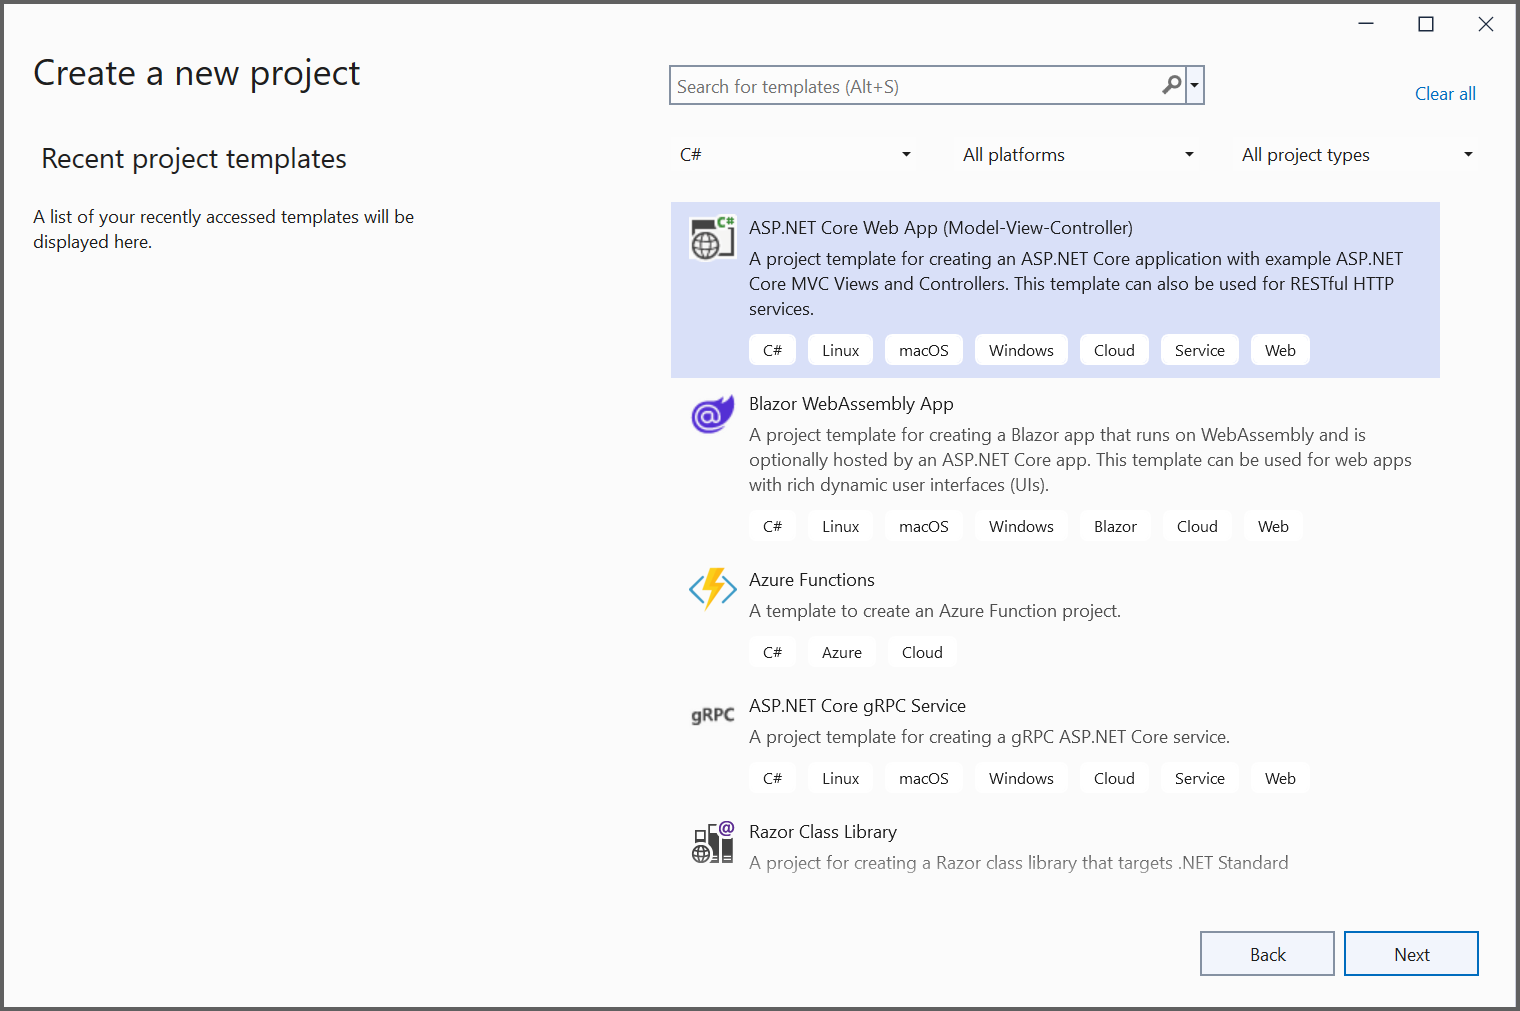 Create a new project
Search for templates (Alt+S)
Clear all
Recent project templates
A list of your recently accessed templates will be
displayed here.
C# All platforms All project types
C#
ASP.NET Core Web App (Model-View-Controller)
A project template for creating an ASP.NET Core application with example ASP.NET
Core MVC Views and Controllers. This template can also be used for RESTful HTTP
services.
C# Linux macOS Windows Cloud Service Web
@
Blazor WebAssembly App
A project template for creating a Blazor app that runs on WebAssembly and is
optionally hosted by an ASP.NET Core app. This template can be used for web apps
with rich dynamic user interfaces (UIs).
C# Linux macOS Windows Blazor Cloud Web
Azure Functions
A template to create an Azure Function project.
C# Azure Cloud
gRPC
ASP.NET Core gRPC Service
A project template for creating a gRPC ASP.NET Core service.
C# Linux macOS Windows Cloud Service Web
@
Razor Class Library
A project for creating a Razor class library that targets .NET Standard
Back Next